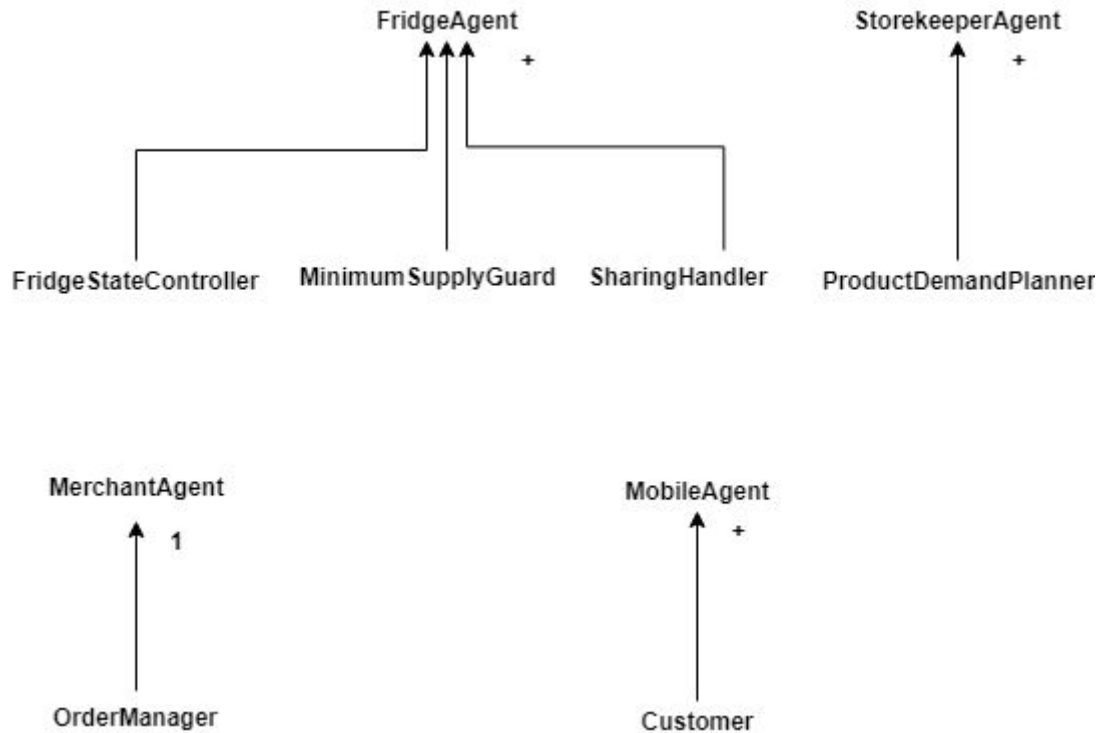 FridgeAgent
+
StorekeeperAgent
+
FridgeStateController
MinimumSupplyGuard
SharingHandler
ProductDemandPlanner
MerchantAgent
1
MobileAgent
+
OrderManager
Customer